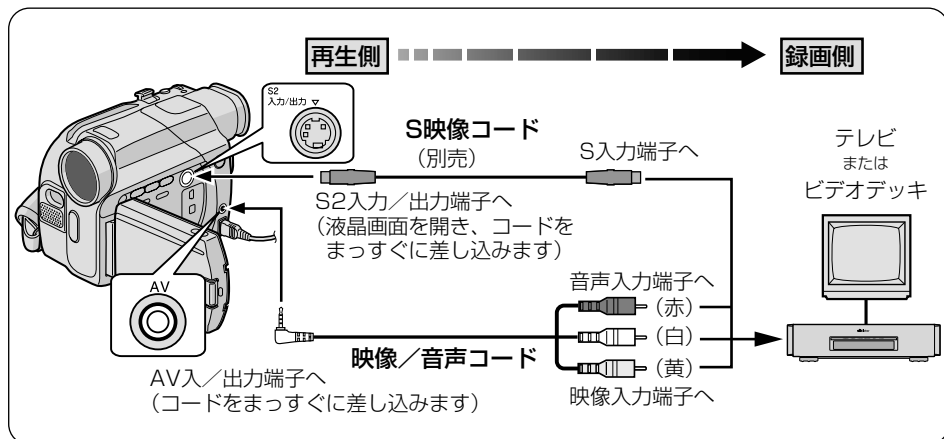 再生側
録画側
S2
入力/出力 ▽
S映像コード
（別売）
S入力端子へ
テレビ
または
ビデオデッキ
S2入力／出力端子へ
（液晶画面を開き、コードを
まっすぐに差し込みます）
音声入力端子へ
（赤）
（白）
（黄）
映像入力端子へ
AV
映像／音声コード
AV入／出力端子へ
（コードをまっすぐに差し込みます）